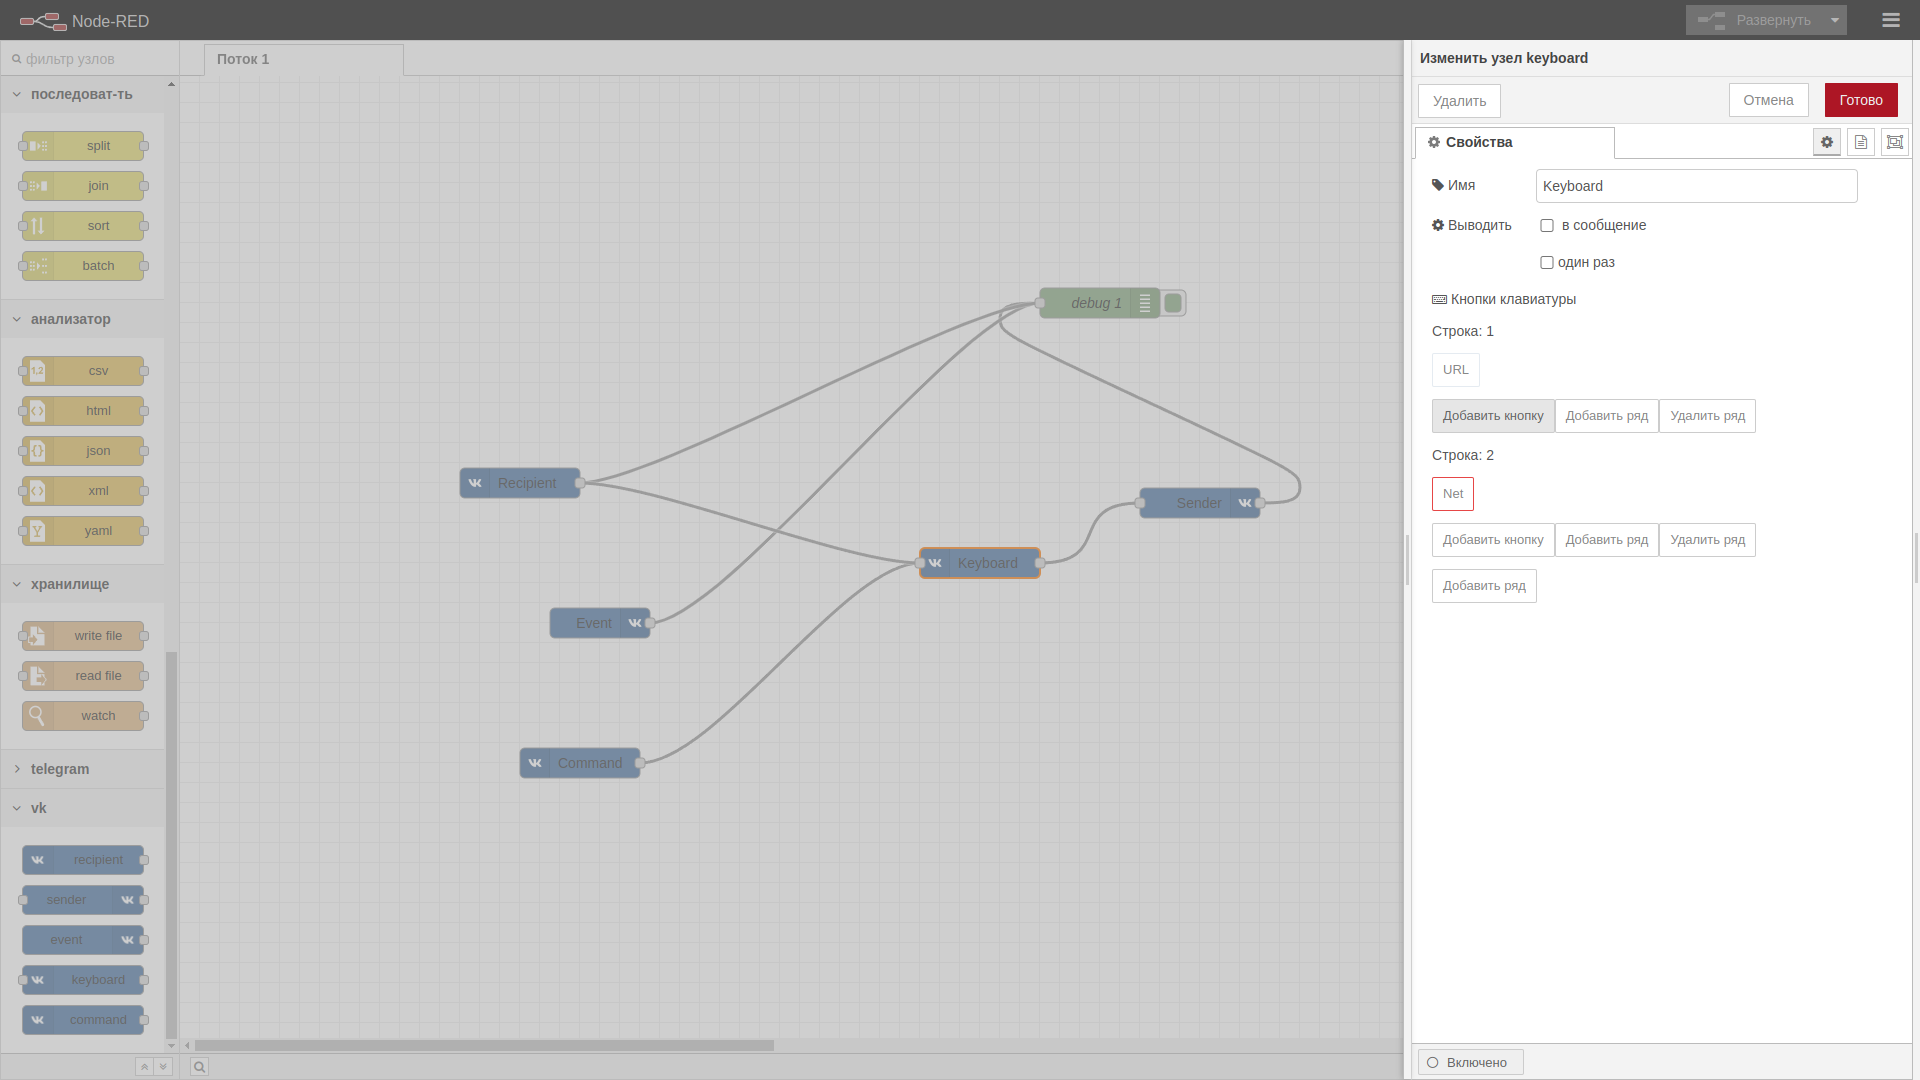 Node-RED
Развернуть
фильтр узлов
последоват-ть
split
join
sort
batch
анализатор
csv
html
json
xml
yaml
хранилище
write file
read file
watch
telegram
vk
recipient
sender
event
keyboard
command
Поток 1
debug 1
Recipient
Sender
Keyboard
Event
Command
Изменить узел keyboard
Удалить
Отмена
Готово
Свойства
Имя
Keyboard
Выводить
в сообщение
один раз
Кнопки клавиатуры
Строка: 1
URL
Добавить кнопку
Добавить ряд
Удалить ряд
Строка: 2
Net
Добавить кнопку
Добавить ряд
Удалить ряд
Добавить ряд
Включено